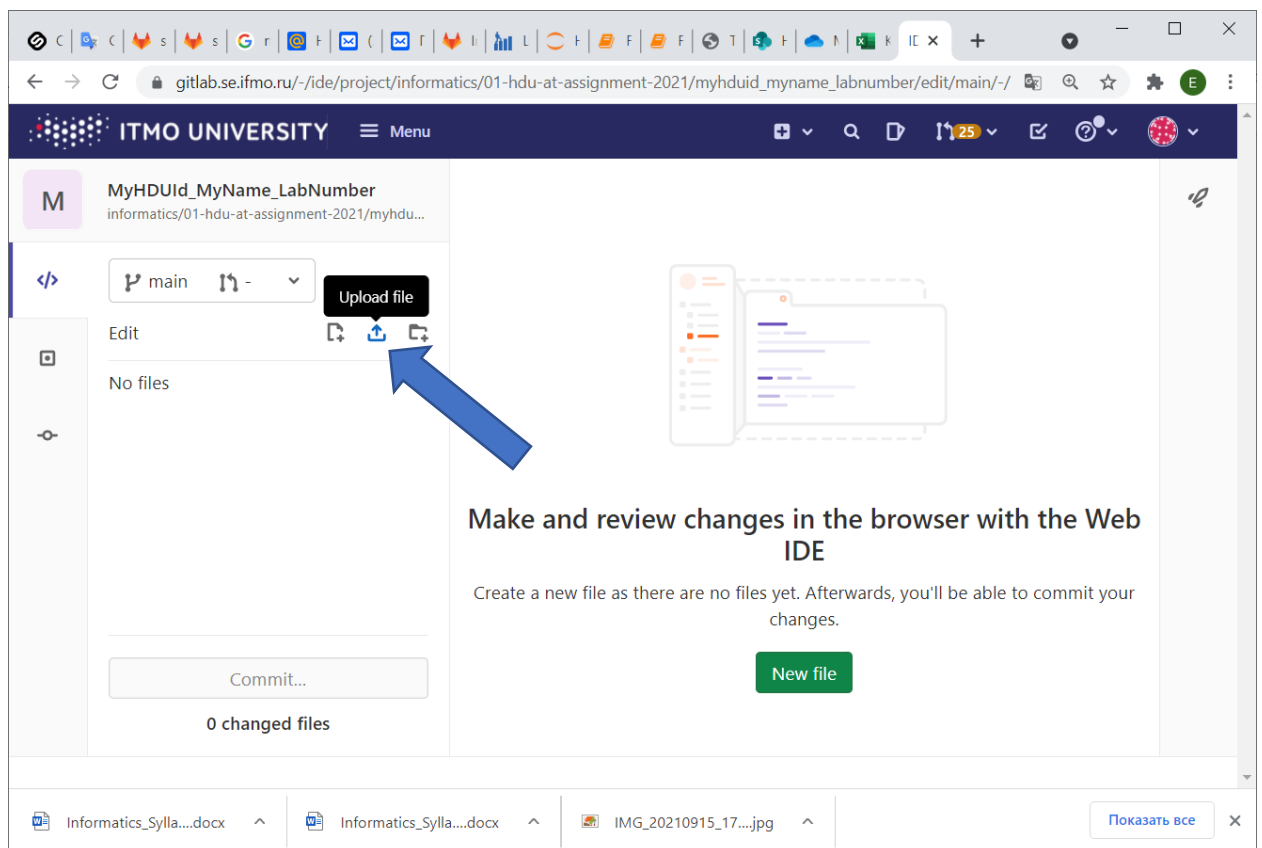 gitlab.se.ifmo.ru/-/ide/project/informatics/01-hdu-at-assignment-2021/myhduid_myname_labnumber/edit/main/-/
E
ITMO UNIVERSITY Menu 25
M
MyHDUId_MyName_LabNumber
informatics/01-hdu-at-assignment-2021/myhdu...
main -
Upload file
Edit
No files
Make and review changes in the browser with the Web
IDE
Create a new file as there are no files yet. Afterwards, you'll be able to commit your
changes.
New file
Commit...
0 changed files
Informatics_Sylla....docx Informatics_Sylla....docx IMG_20210915_17....jpg Показать все